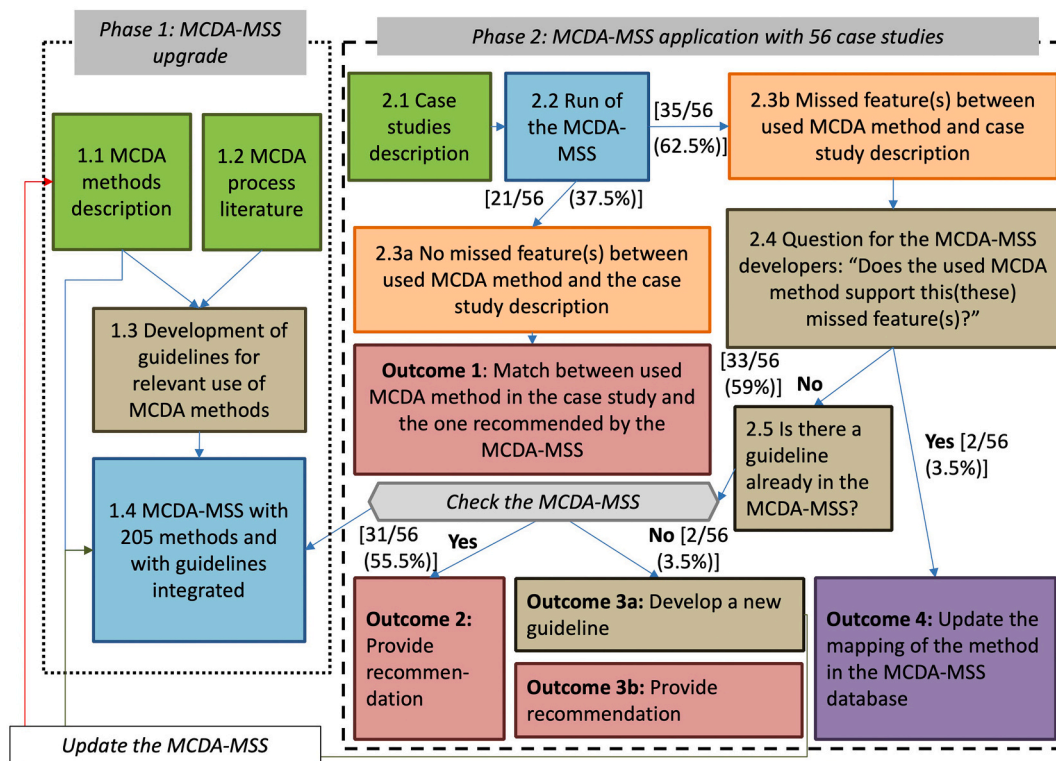 Phase 1: MCDA-MSS
upgrade
1.1 MCDA
methods
description
1.2 MCDA
process
literature
1.3 Development of
guidelines for
relevant use of
MCDA methods
1.4 MCDA-MSS with
205 methods and
with guidelines
integrated
Update the MCDA-MSS
Phase 2: MCDA-MSS application with 56 case studies
2.1 Case
studies
description
2.2 Run of
the MCDA-
MSS
[35/56
(62.5%)]
2.3b Missed feature(s) between
used MCDA method and case
study description
[21/56 (37.5%)]
2.3a No missed feature(s) between
used MCDA method and the case
study description
2.4 Question for the MCDA-MSS
developers: “Does the used MCDA
method support this(these)
missed feature(s)?”
Outcome 1: Match between used
MCDA method in the case study and
the one recommended by the
MCDA-MSS
[33/56
(59%)]
No
2.5 Is there a
guideline
already in the
MCDA-MSS?
Yes [2/56
(3.5%)]
Check the MCDA-MSS
[31/56
(55.5%)]
Yes
No [2/56
(3.5%)]
Outcome 2:
Provide
recommen-
dation
Outcome 3a: Develop a new
guideline
Outcome 3b: Provide
recommendation
Outcome 4: Update the
mapping of the method
in the MCDA-MSS
database